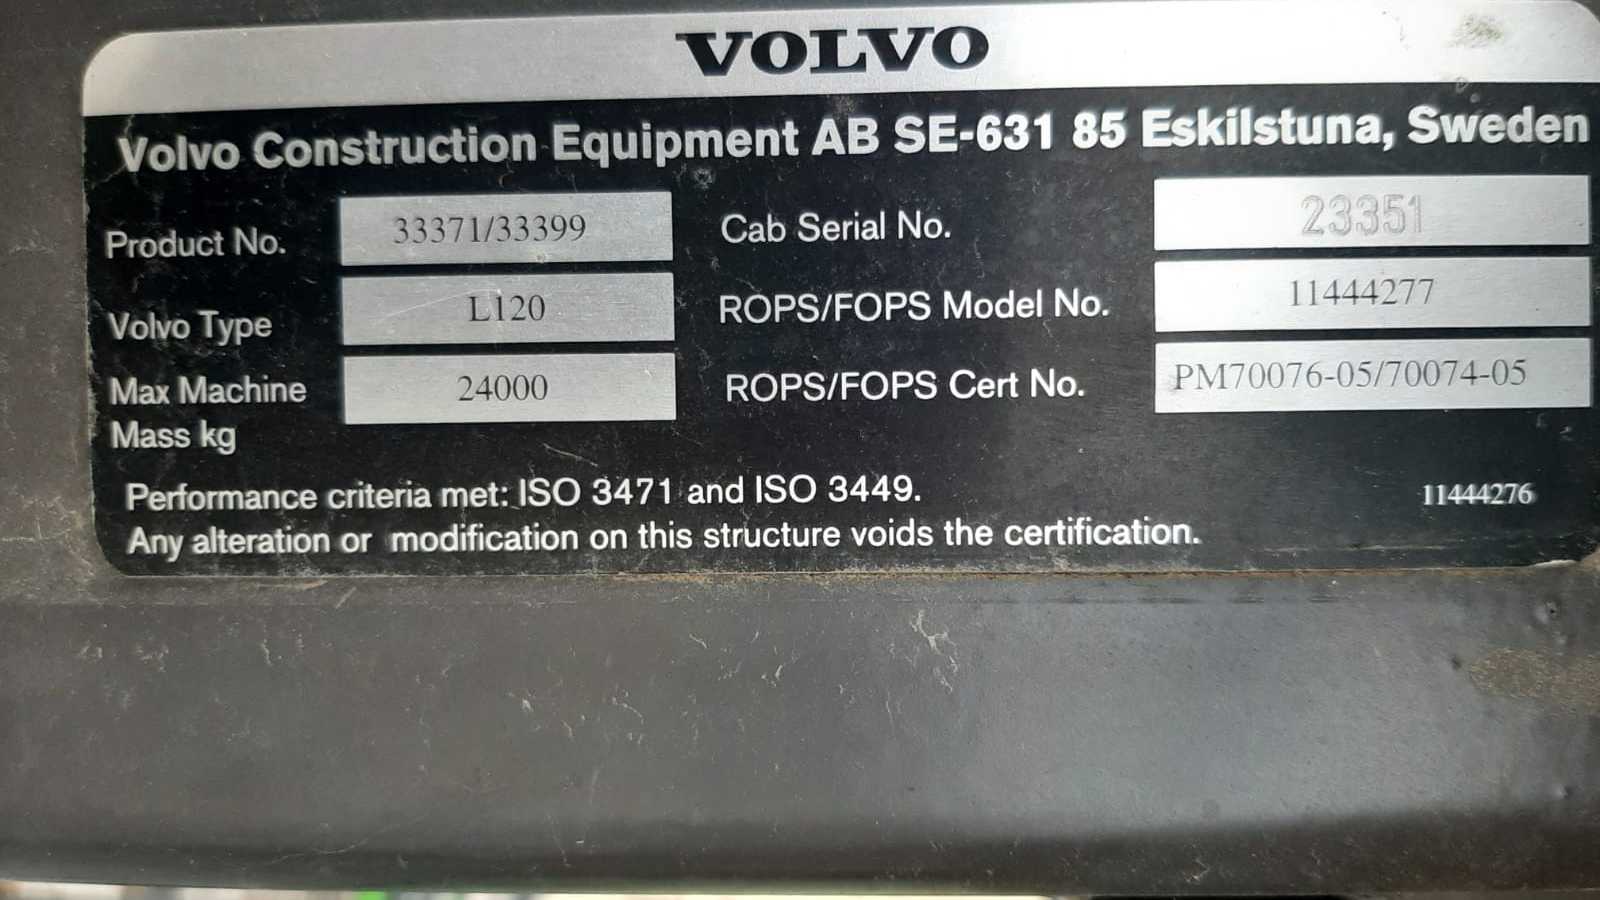 VOLVO
Volvo Construction Equipment AB SE-631 85 Eskilstuna, Sweden
Product No. 33371/33399 Cab Serial No. 23351
Volvo Type L120 ROPS/FOPS Model No. 11444277
Max Machine Mass kg 24000 ROPS/FOPS Cert No. PM70076-05/70074-05
Performance criteria met: ISO 3471 and ISO 3449. 11444276
Any alteration or modification on this structure voids the certification.